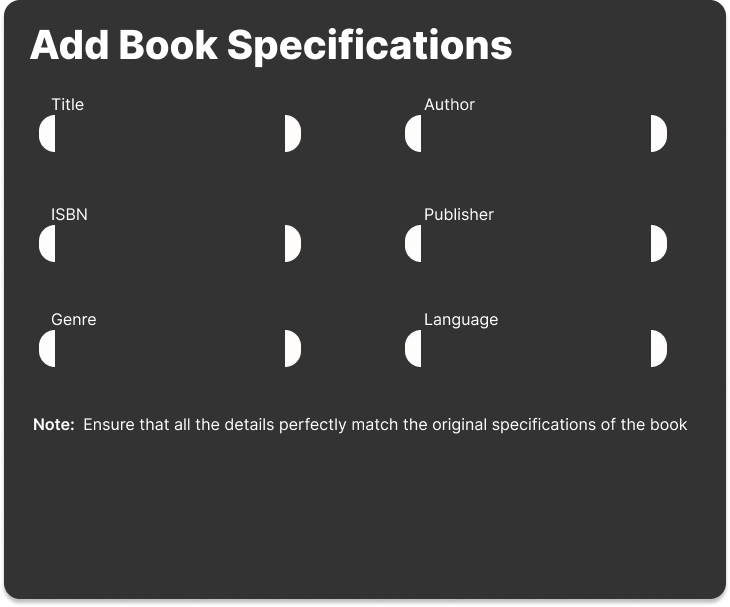 Add Book Specifications
Title
Author
ISBN
Publisher
Genre
Language
Note: Ensure that all the details perfectly match the original specifications of the book